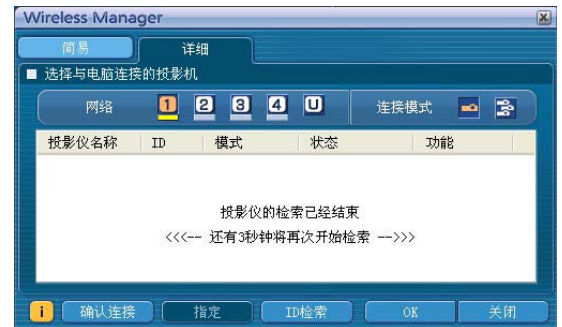 Wireless Manager
简易 详细
选择与电脑连接的投影机
网络 1 2 3 4 U 连接模式
投影仪名称 ID 模式 状态 功能
投影仪的检索已经结束
<<<-- 还有3秒钟将再次开始检索 -->>>
i 确认连接 指定 ID检索 OK 关闭